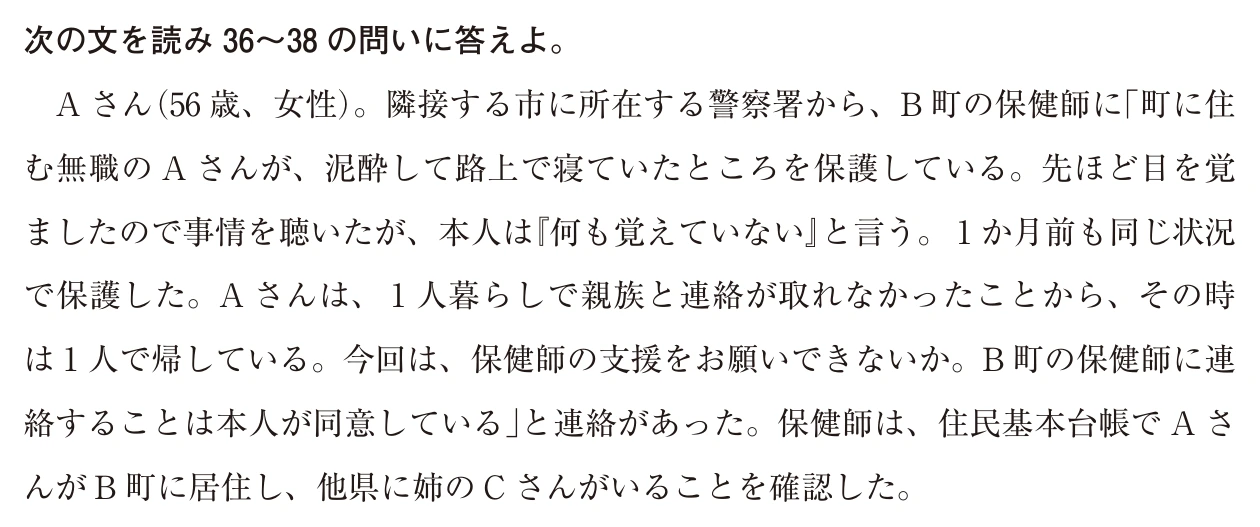 次の文を読み 36〜38 の問いに答えよ。
A さん(56 歳、女性)。隣接する市に所在する警察署から、B 町の保健師に「町に住
む無職の A さんが、泥酔して路上で寝ていたところを保護している。先ほど目を覚
ましたので事情を聴いたが、本人は『何も覚えていない』と言う。1 か月前も同じ状況
で保護した。A さんは、1 人暮らしで親族と連絡が取れなかったことから、その時
は 1 人で帰している。今回は、保健師の支援をお願いできないか。B 町の保健師に連
絡することは本人が同意している」と連絡があった。保健師は、住民基本台帳で A さ
んが B 町に居住し、他県に姉の C さんがいることを確認した。